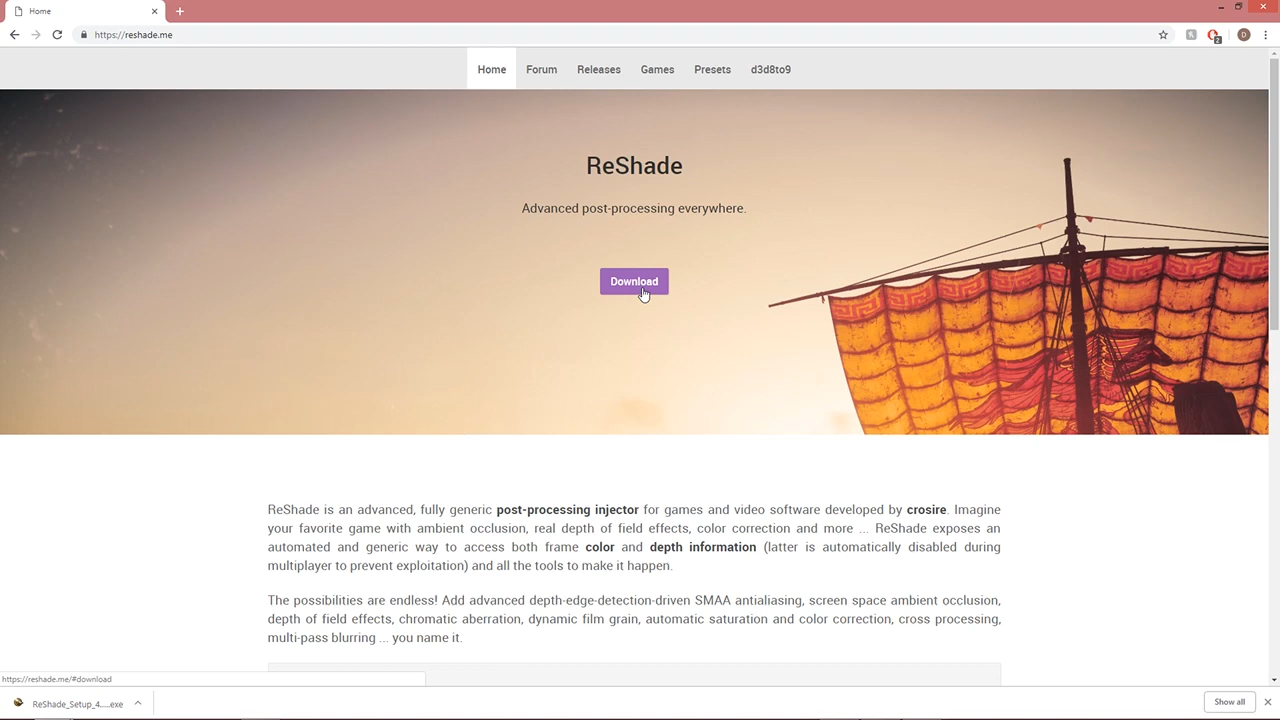 Home
https://reshade.me
2
D
Home Forum Releases Games Presets d3d8to9
ReShade
Advanced post-processing everywhere.
Download
ReShade is an advanced, fully generic post-processing injector for games and video software developed by crosire. Imagine
your favorite game with ambient occlusion, real depth of field effects, color correction and more ... ReShade exposes an
automated and generic way to access both frame color and depth information (latter is automatically disabled during
multiplayer to prevent exploitation) and all the tools to make it happen.
The possibilities are endless! Add advanced depth-edge-detection-driven SMAA antialiasing, screen space ambient occlusion,
depth of field effects, chromatic aberration, dynamic film grain, automatic saturation and color correction, cross processing,
multi-pass blurring ... you name it.
https://reshade.me/#download
ReShade_Setup_4.....exe
Show all